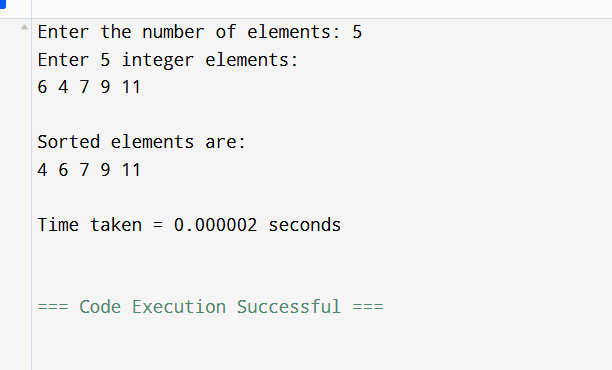 Enter the number of elements: 5
Enter 5 integer elements:
6 4 7 9 11
Sorted elements are:
4 6 7 9 11
Time taken = 0.000002 seconds
=== Code Execution Successful ===